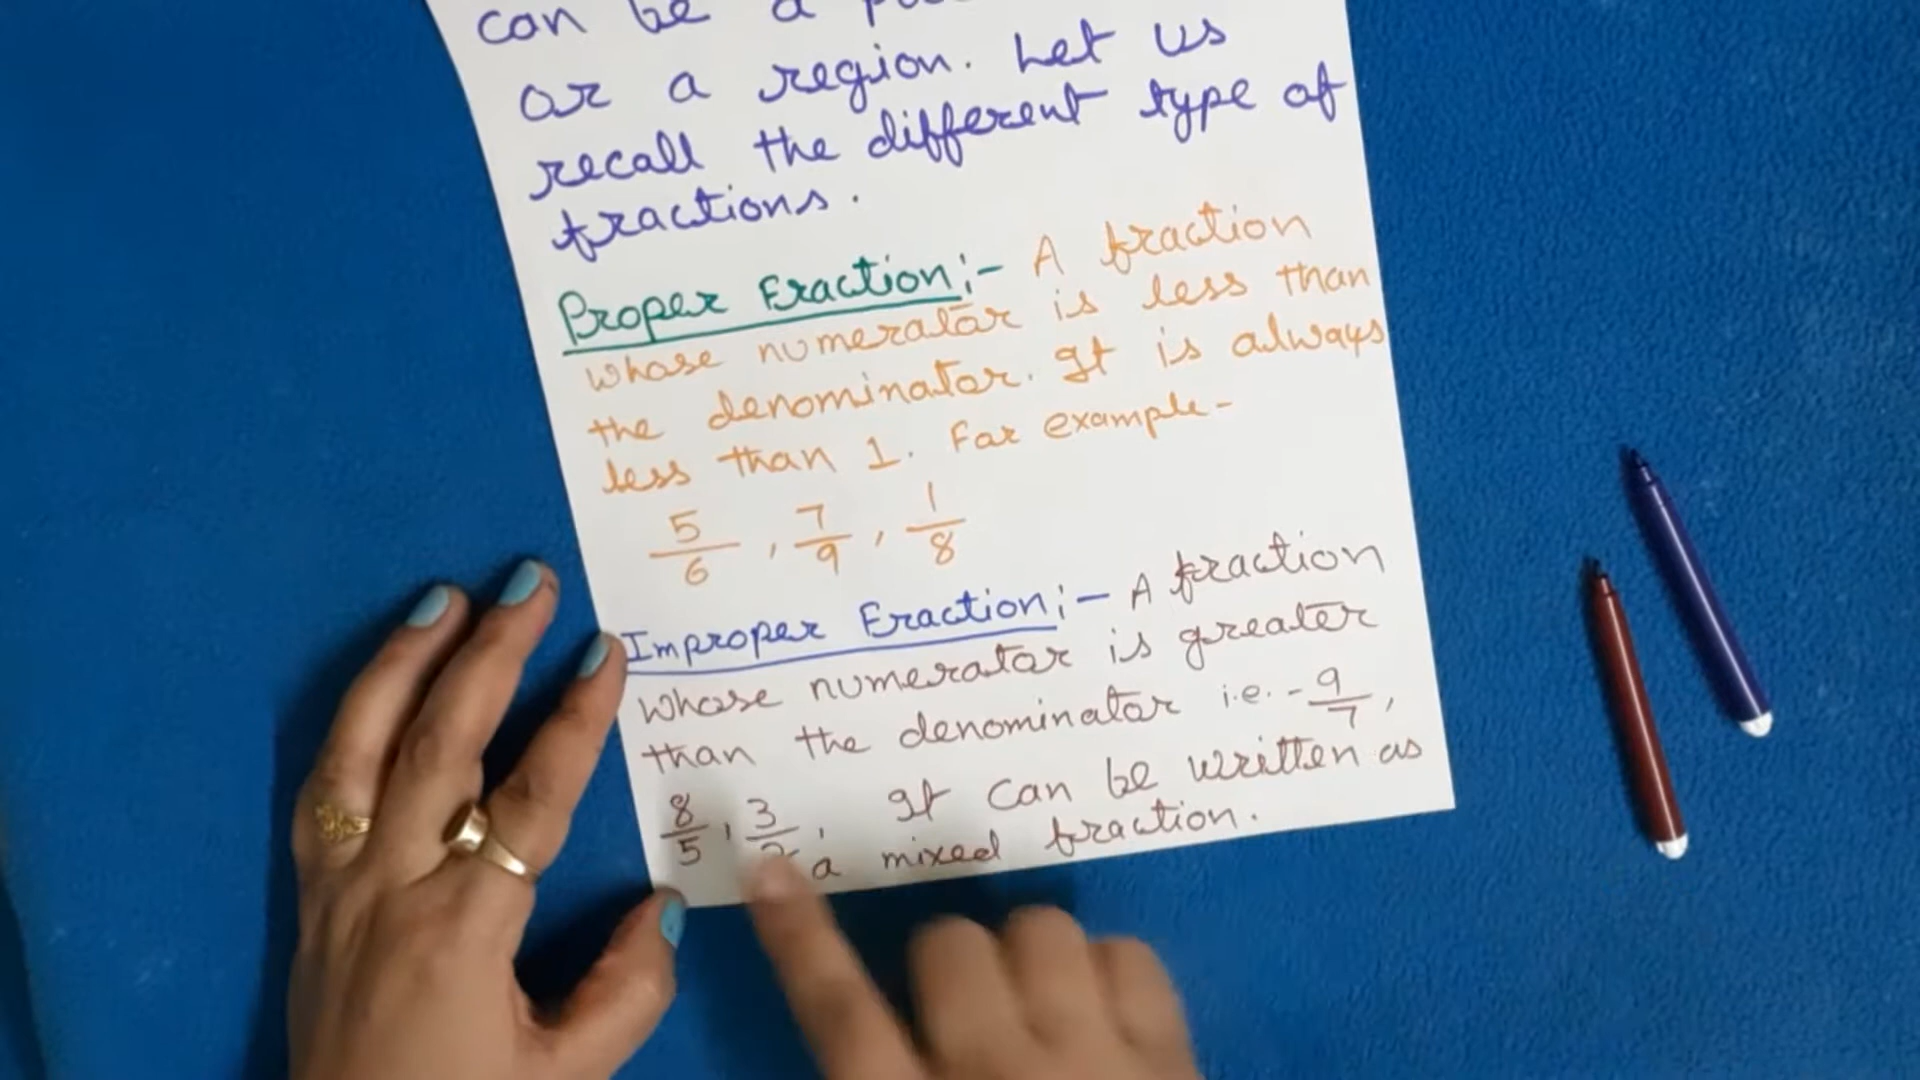 can be a
or a region. Let us
recall the different type of
fractions.
Proper Fraction:- A fraction
whose numerator is less than
the denominator. It is always
less than 1. For example-
5/6, 7/9, 1/8
Improper Fraction:- A fraction
whose numerator is greater
than the denominator i.e. - 9/7,
8/5, 3/2, It can be written as
a mixed fraction.